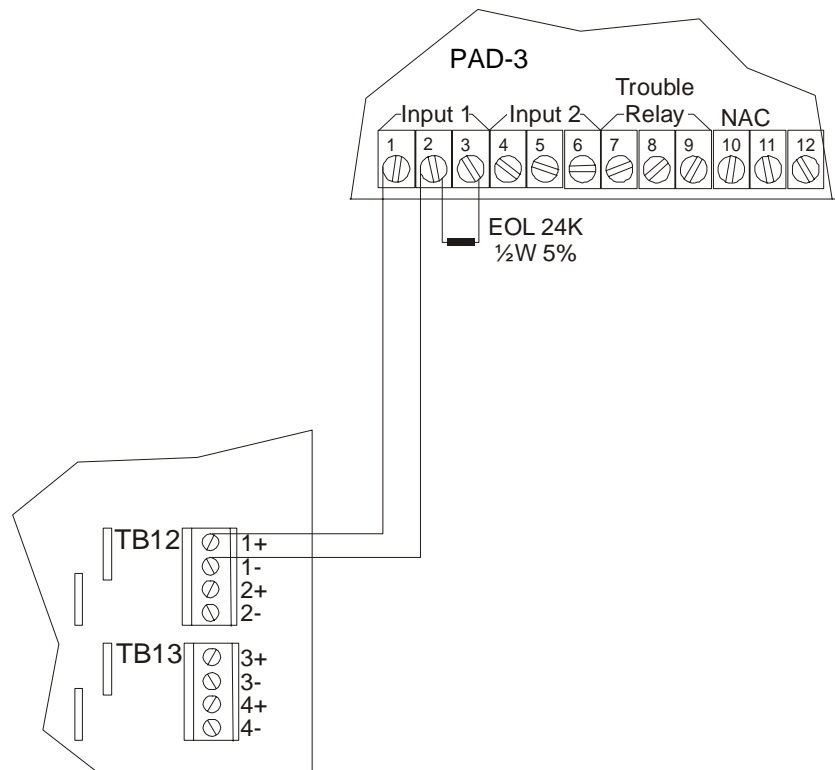 PAD-3
Trouble
Input 1 Input 2 Relay NAC
1 2 3 4 5 6 7 8 9 10 11 12
EOL 24K
½W 5%
TB12
1+
1-
2+
2-
TB13
3+
3-
4+
4-